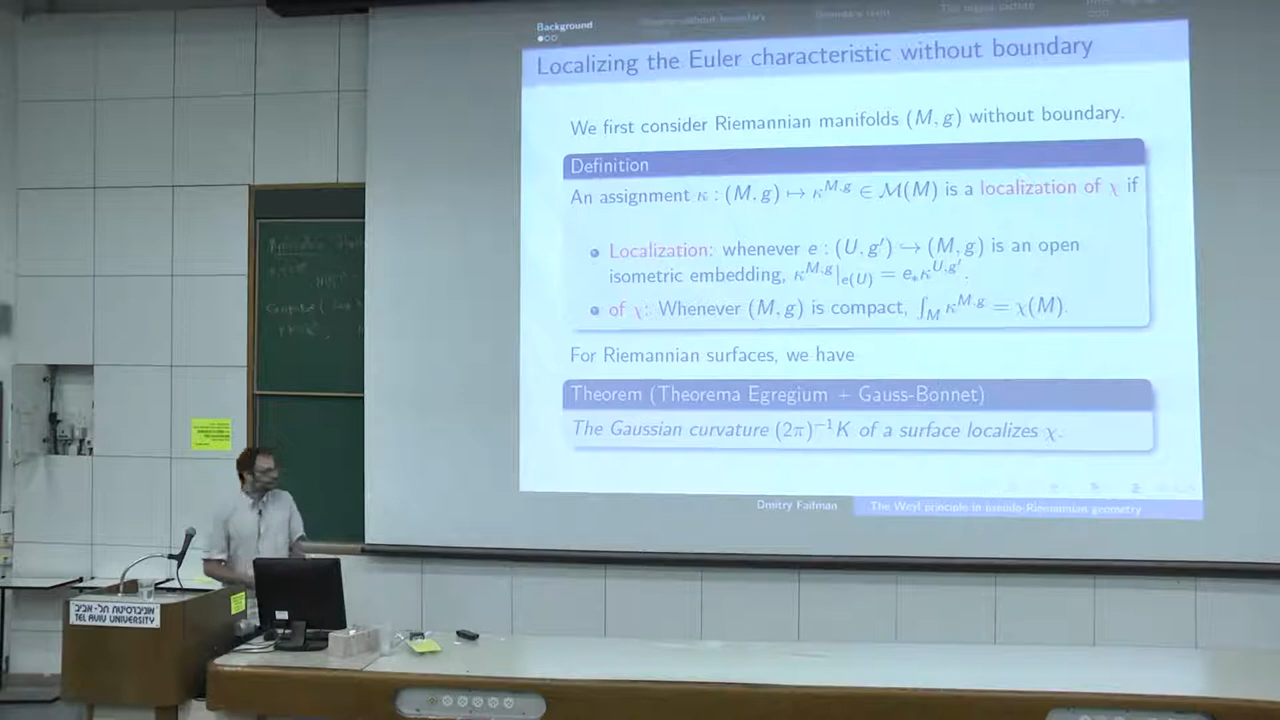 Background
Localizing the Euler characteristic without boundary
We first consider Riemannian manifolds (M, g) without boundary.
Definition
An assignment κ : (M, g) ↦ κ^{M,g} ∈ 𝓜(M) is a localization of χ if
• Localization: whenever e : (U, g′) ↪ (M, g) is an open
isometric embedding, κ^{M,g}|_{e(U)} = e_*κ^{U,g′}.
• of χ: Whenever (M, g) is compact, ∫_M κ^{M,g} = χ(M).
For Riemannian surfaces, we have
Theorem (Theorema Egregium + Gauss-Bonnet)
The Gaussian curvature (2π)^{-1}K of a surface localizes χ.
Dmitry Faifman
The Weyl principle in pseudo-Riemannian geometry
אוניברסיטת תל-אביב
TEL AVIV UNIVERSITY